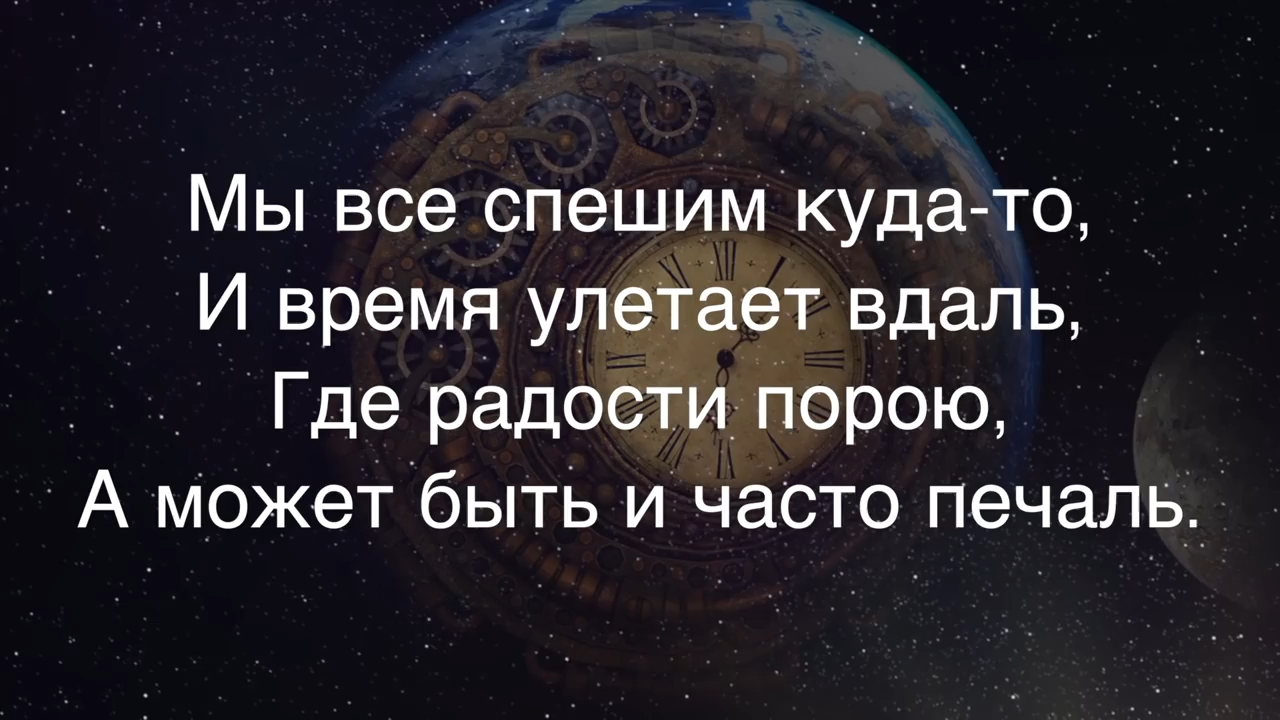 Мы все спешим куда-то,
И время улетает вдаль,
Где радости порою,
А может быть и часто печаль.